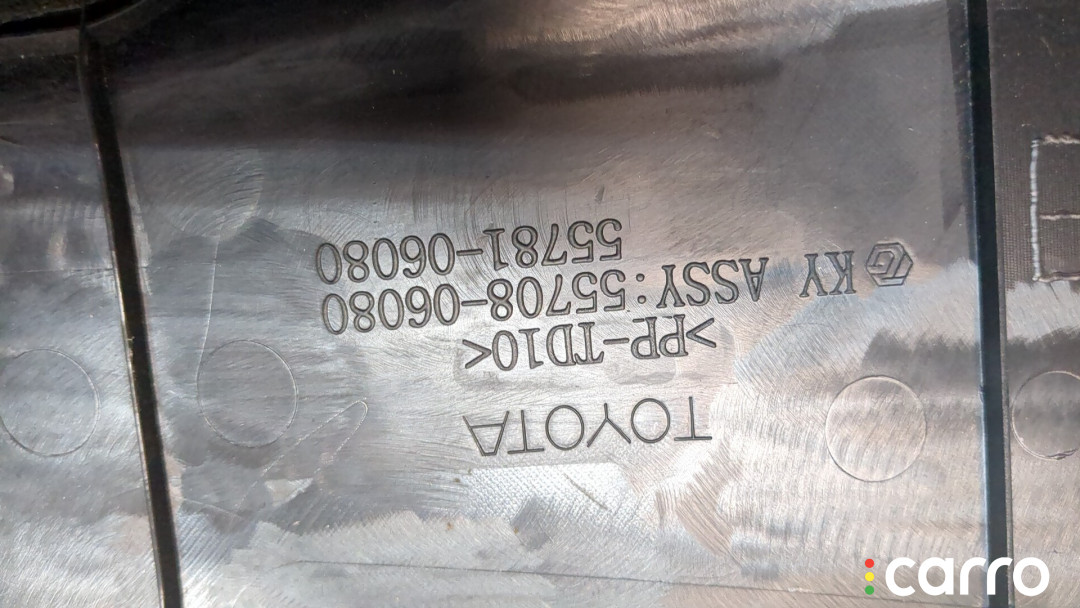 TOYOTA
>PP-TD10<
KY ASSY: 55708-06080
55781-06080
carro